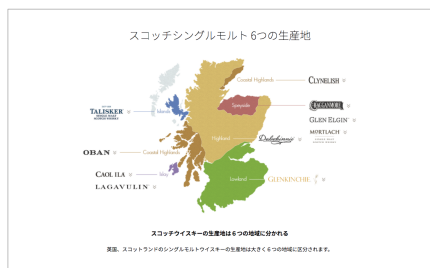 スコッチシングルモルト 6つの生産地
Coastal Highlands
CLYNELISH
TALISKER
Islands
Speyside
CRAGGANMORE
GLEN ELGIN
MORTLACH
Highland
Dalwhinnie
OBAN
Coastal Highlands
CAOL ILA
Islay
LAGAVULIN
Lowland
GLENKINCHIE
スコッチウイスキーの生産地は6つの地域に分かれる
英国、スコットランドのシングルモルトウイスキーの生産地は大きく6つの地域に区分されます。